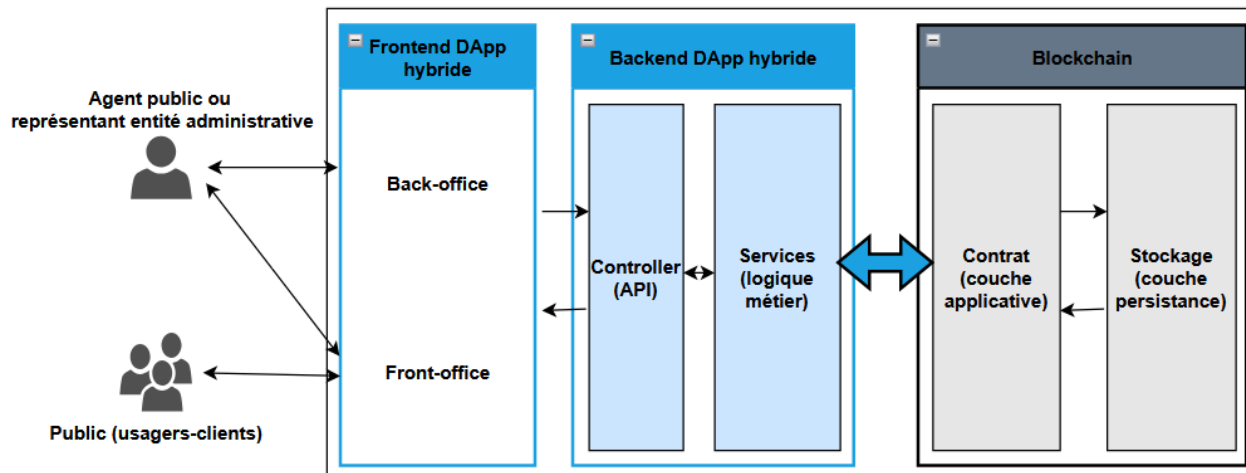 Agent public ou
représentant entité administrative
Public (usagers-clients)
Frontend DApp
hybride
Back-office
Front-office
Backend DApp hybride
Controller
(API)
Services
(logique
métier)
Blockchain
Contrat
(couche
applicative)
Stockage
(couche
persistance)